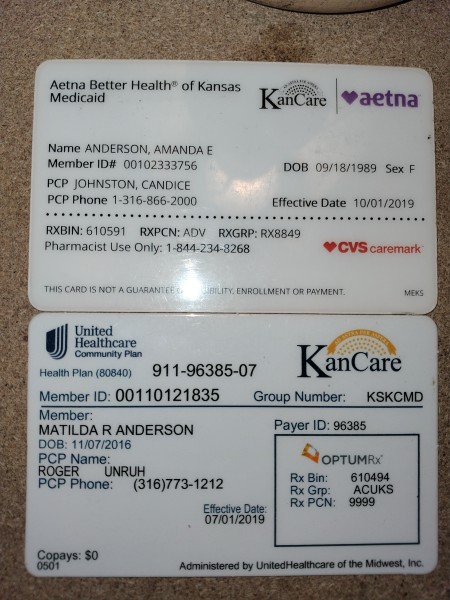 Aetna Better Health® of Kansas
Medicaid
KanCare
aetna
Name ANDERSON, AMANDA E
Member ID# 00102333756
DOB 09/18/1989 Sex F
PCP JOHNSTON, CANDICE
PCP Phone 1-316-866-2000
Effective Date 10/01/2019
RXBIN: 610591 RXPCN: ADV RXGRP: RX8849
Pharmacist Use Only: 1-844-234-8268
CVS caremark
THIS CARD IS NOT A GUARANTEE ELIGIBILITY, ENROLLMENT OR PAYMENT.
MEKS
United
Healthcare
Community Plan
KanCare
Health Plan (80840) 911-96385-07
Member ID: 00110121835 Group Number: KSKCMD
Member:
MATILDA R ANDERSON
DOB: 11/07/2016
Payer ID: 96385
PCP Name:
ROGER UNRUH
PCP Phone: (316)773-1212
OPTUMRx
Rx Bin: 610494
Rx Grp: ACUKS
Rx PCN: 9999
Effective Date:
07/01/2019
Copays: $0
0501
Administered by UnitedHealthcare of the Midwest, Inc.